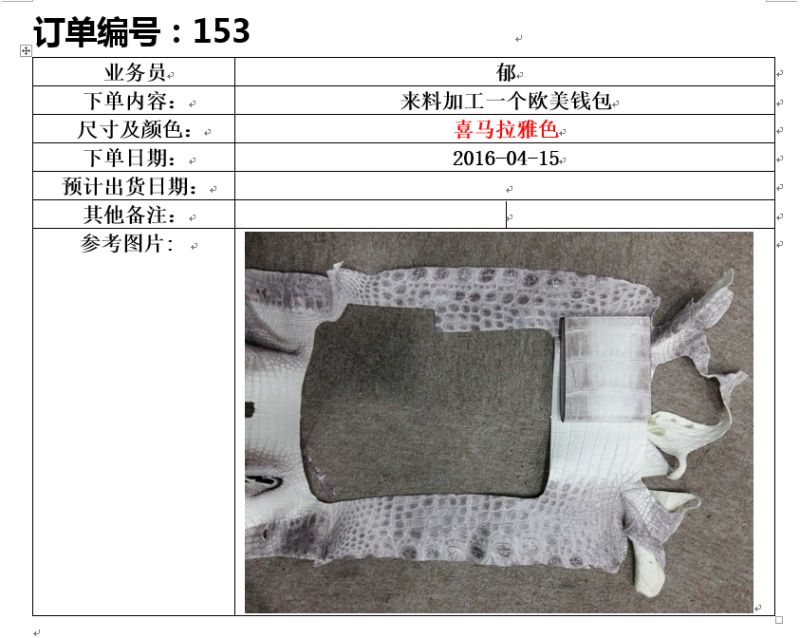 订单编号：153
业务员 郁
下单内容： 来料加工一个欧美钱包
尺寸及颜色： 喜马拉雅色
下单日期： 2016-04-15
预计出货日期：
其他备注：
参考图片：